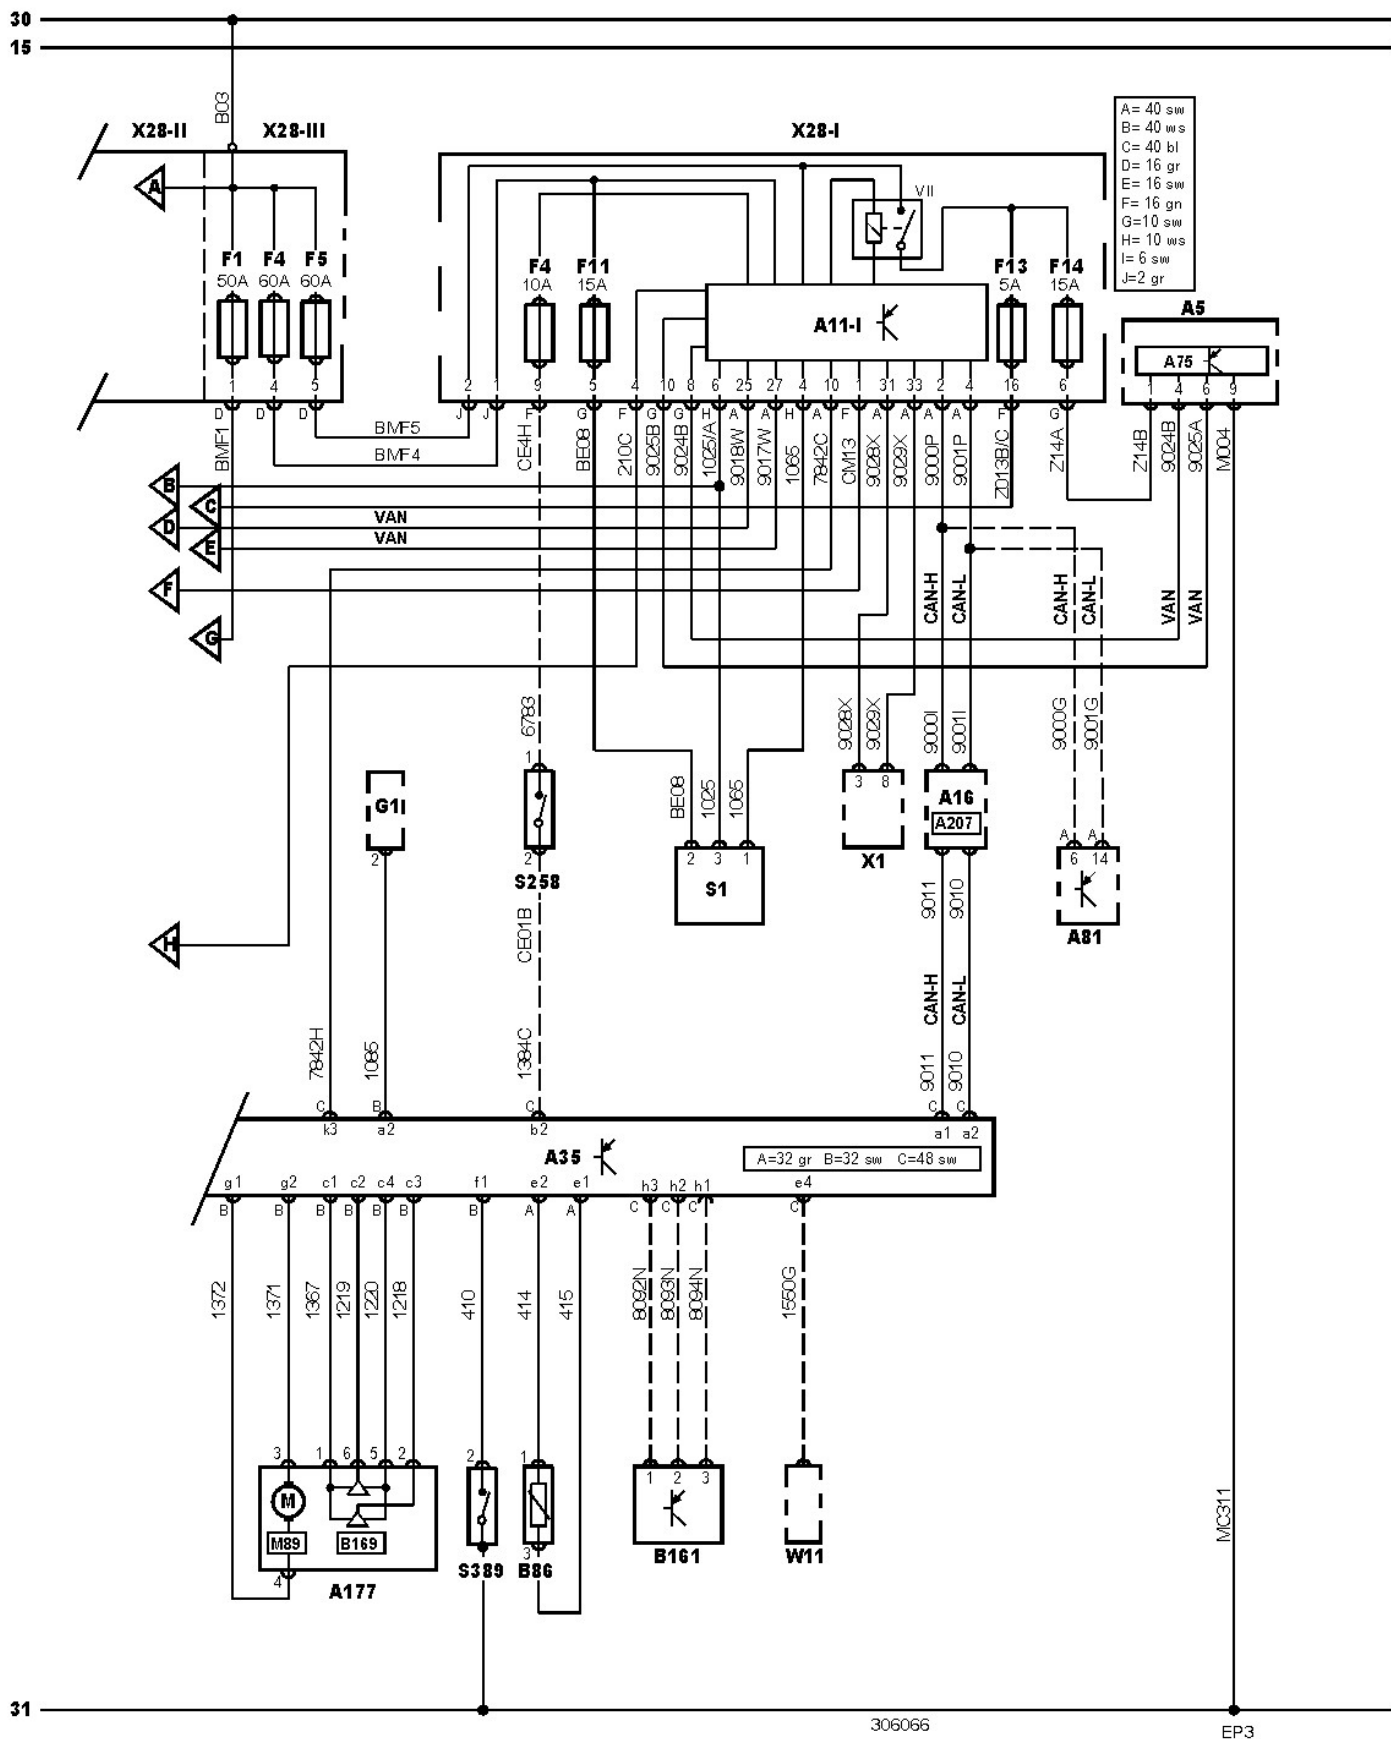 30
15
B03
X28-II
X28-III
X28-I
A
VII
A= 40 sw
B= 40 ws
C= 40 bl
D= 16 gr
E= 16 sw
F= 16 gn
G=10 sw
H= 10 ws
I= 6 sw
J=2 gr
F1 F4 F5
50A 60A 60A
F4 F11
10A 15A
F13 F14
5A 15A
A11-I
A5
A75
1 4 5
2 1 9 5 4 10 8 6 25 27 4 10 1 31 33 2 4 16 6
1 4 6 9
D D D
J J F G F G G H A A H A F A A A A F G
BMF1
BMF5
BMF4
CE4H
BE08
210C
9025B
9024B
1025/A
9018W
9017W
1065
7842C
CM13
9028X
9029X
9000P
9001P
Z013B/C
Z14A
Z14B
9024B
9025A
M004
B
C
D
VAN
E
VAN
F
G
CAN-H
CAN-L
CAN-H
CAN-L
VAN
VAN
6783
9028X
9029X
9000I
9001I
9000G
9001G
1
G1
2
2
S258
BE08
1025
1065
2 3 1
S1
3 8
X1
A16
A207
A A
6 14
A81
H
CE01B
9011
9010
CAN-H
CAN-L
7842H
1085
1384C
9011
9010
C B C C C
k3 a2 b2 a1 a2
A35
A=32 gr B=32 sw C=48 sw
g1 g2 c1 c2 c4 c3 f1 e2 e1 h3 h2 h1 e4
B B B B B B B A A C C C C
1372
1371
1367
1219
1220
1218
410
414
415
8092N
8093N
8094N
1550G
3 1 6 5 2 2 1
1 2 3
M
M89
B169
4
A177
S389
3
B86
B161
W11
MC311
31
306066
EP3